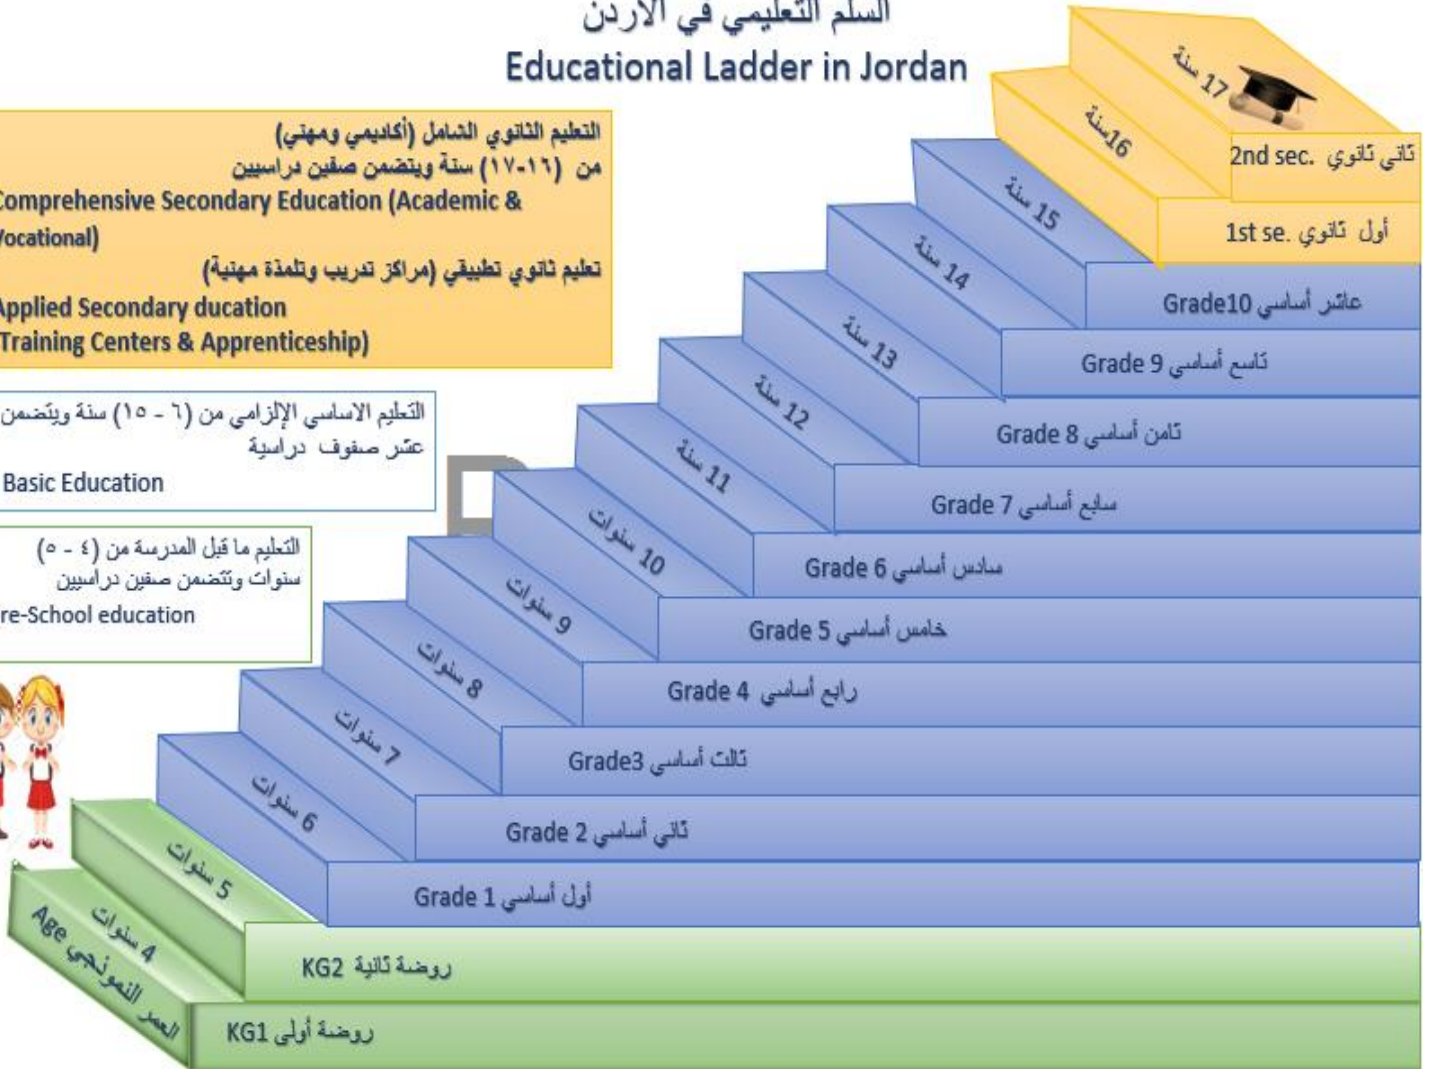 السلم التعليمي في الأردن
Educational Ladder in Jordan
التعليم الثانوي الشامل (أكاديمي ومهني)
من (١٦-١٧) سنة ويتضمن صفين دراسيين
Comprehensive Secondary Education (Academic &
Vocational)
تعليم ثانوي تطبيقي (مراكز تدريب وتلمذة مهنية)
Applied Secondary ducation
Training Centers & Apprenticeship)
التعليم الاساسي الإلزامي من (٦ - ١٥) سنة ويتضمن
عشر صفوف دراسية
Basic Education
التعليم ما قبل المدرسة من (٤ - ٥)
سنوات وتتضمن صفين دراسيين
re-School education
17 سنة
ثاني ثانوي 2nd sec.
16سنة
أول ثانوي 1st se.
15 سنة
عاشر أساسي Grade10
14 سنة
تاسع أساسي Grade 9
13 سنة
ثامن أساسي Grade 8
12 سنة
سابع أساسي Grade 7
11 سنة
سادس أساسي Grade 6
10 سنوات
خامس أساسي Grade 5
9 سنوات
رابع أساسي Grade 4
8 سنوات
ثالث أساسي Grade3
7 سنوات
ثاني أساسي Grade 2
6 سنوات
أول أساسي Grade 1
5 سنوات
روضة ثانية KG2
4 سنوات
العمر النموذجي Age
روضة أولى KG1